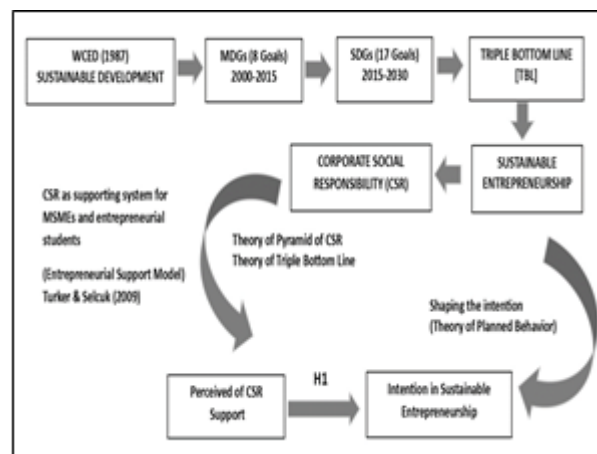 WCED (1987)
SUSTAINABLE DEVELOPMENT
MDGs (8 Goals)
2000-2015
SDGs (17 Goals)
2015-2030
TRIPLE BOTTOM LINE
[TBL]
CORPORATE SOCIAL
RESPONSIBILITY (CSR)
SUSTAINABLE
ENTREPRENEURSHIP
CSR as supporting system for
MSMEs and entrepreneurial
students
(Entrepreneurial Support Model)
Turker & Selcuk (2009)
Theory of Pyramid of CSR
Theory of Triple Bottom Line
Shaping the intention
(Theory of Planned Behavior)
Perceived of CSR
Support
H1
Intention in Sustainable
Entrepreneurship